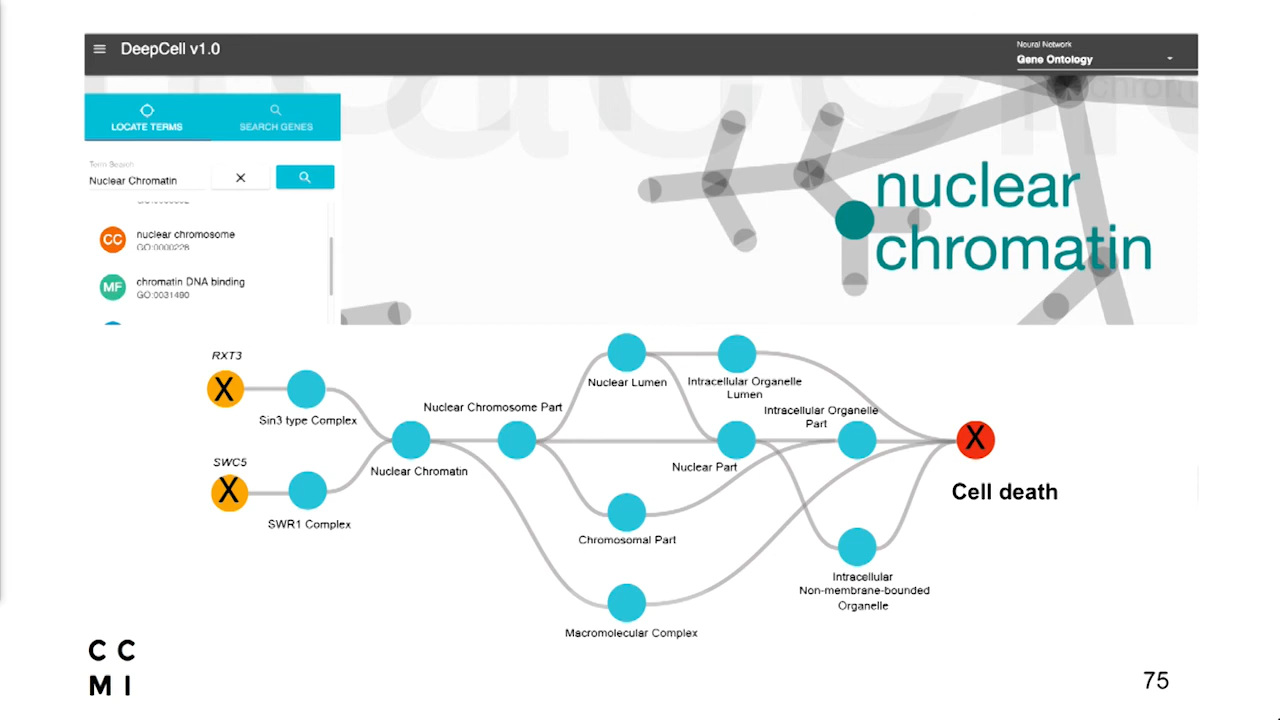 DeepCell v1.0
Neural Network
Gene Ontology
LOCATE TERMS
SEARCH GENES
Term Search
Nuclear Chromatin
CC
nuclear chromosome
GO:0000228
MF
chromatin DNA binding
GO:0031490
nuclear
chromatin
chrom
RXT3
X
Sin3 type Complex
SWC5
X
SWR1 Complex
Nuclear Chromatin
Nuclear Chromosome Part
Nuclear Lumen
Intracellular Organelle
Lumen
Intracellular Organelle
Part
Nuclear Part
Chromosomal Part
Macromolecular Complex
Intracellular
Non-membrane-bounded
Organelle
X
Cell death
C C
M I
75